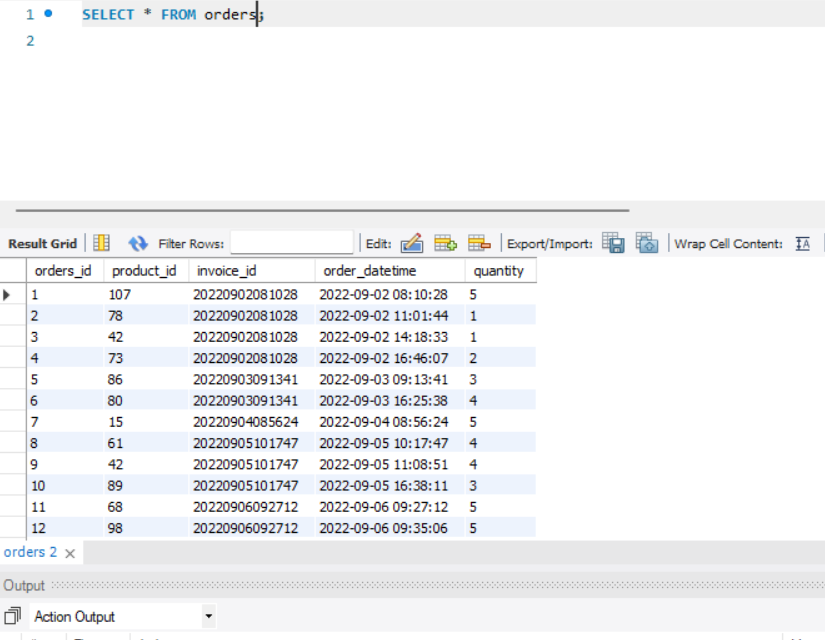 1 SELECT * FROM orders;
2
Result Grid Filter Rows: Edit: Export/Import: Wrap Cell Content: IA
orders_id product_id invoice_id order_datetime quantity
1 107 20220902081028 2022-09-02 08:10:28 5
2 78 20220902081028 2022-09-02 11:01:44 1
3 42 20220902081028 2022-09-02 14:18:33 1
4 73 20220902081028 2022-09-02 16:46:07 2
5 86 20220903091341 2022-09-03 09:13:41 3
6 80 20220903091341 2022-09-03 16:25:38 4
7 15 20220904085624 2022-09-04 08:56:24 5
8 61 20220905101747 2022-09-05 10:17:47 4
9 42 20220905101747 2022-09-05 11:08:51 4
10 89 20220905101747 2022-09-05 16:38:11 3
11 68 20220906092712 2022-09-06 09:27:12 5
12 98 20220906092712 2022-09-06 09:35:06 5
orders 2
Output
Action Output